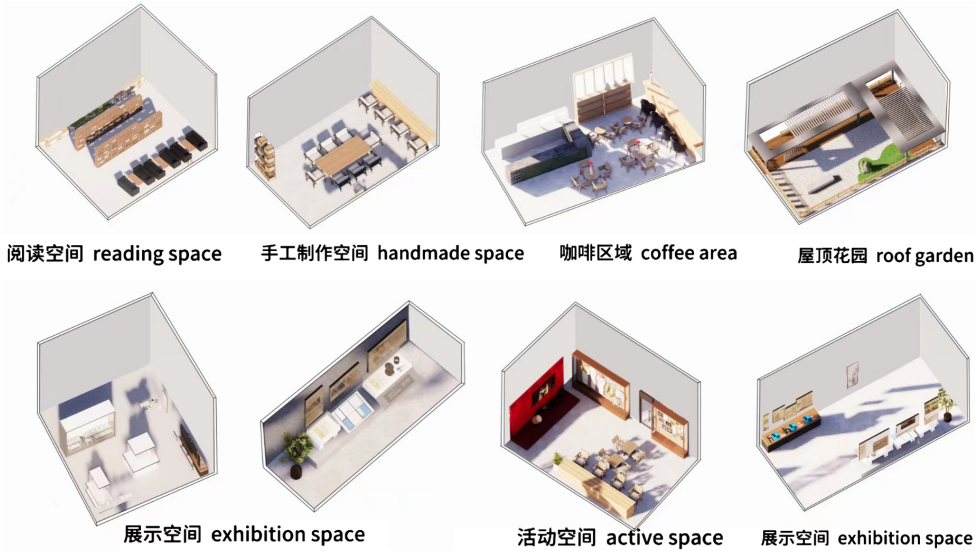 阅读空间 reading space
手工制作空间 handmade space
咖啡区域 coffee area
屋顶花园 roof garden
展示空间 exhibition space
活动空间 active space
展示空间 exhibition space